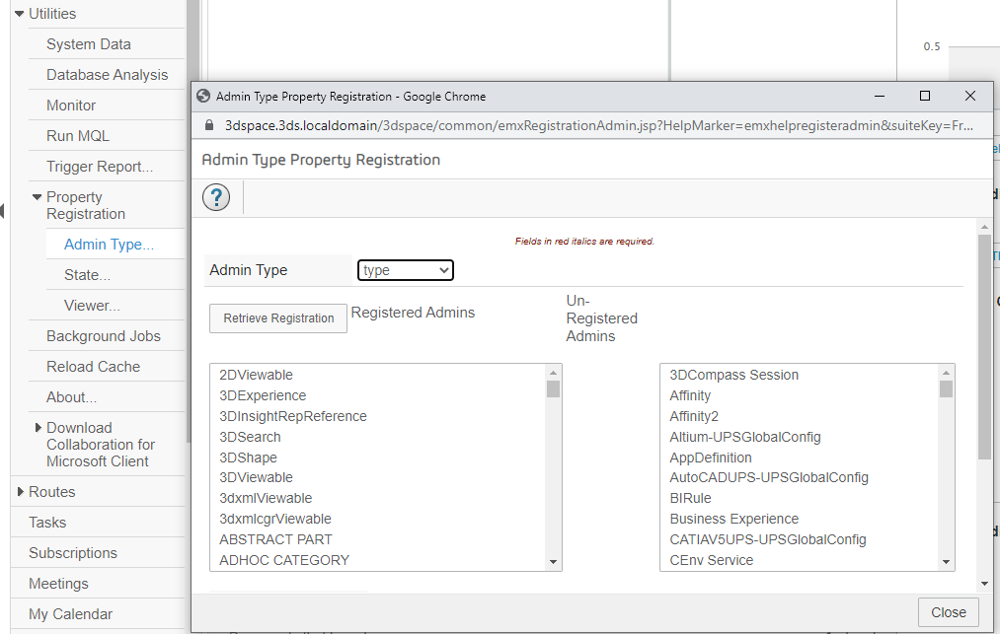 Utilities
System Data
Database Analysis
Monitor
Run MQL
Trigger Report...
Property
Registration
Admin Type...
State...
Viewer...
Background Jobs
Reload Cache
About...
Download
Collaboration for
Microsoft Client
Routes
Tasks
Subscriptions
Meetings
My Calendar
0.5
Admin Type Property Registration - Google Chrome
3dspace.3ds.localdomain/3dspace/common/emxRegistrationAdmin.jsp?HelpMarker=emxhelpregisteradmin&suiteKey=Fr...
Admin Type Property Registration
?
Fields in red italics are required.
Admin Type
type
Retrieve Registration
Registered Admins
Un-
Registered
Admins
2DViewable
3DExperience
3DInsightRepReference
3DSearch
3DShape
3DViewable
3dxmlViewable
3dxmlcgrViewable
ABSTRACT PART
ADHOC CATEGORY
3DCompass Session
Affinity
Affinity2
Altium-UPSGlobalConfig
AppDefinition
AutoCADUPS-UPSGlobalConfig
BIRule
Business Experience
CATIAV5UPS-UPSGlobalConfig
CEnv Service
Close